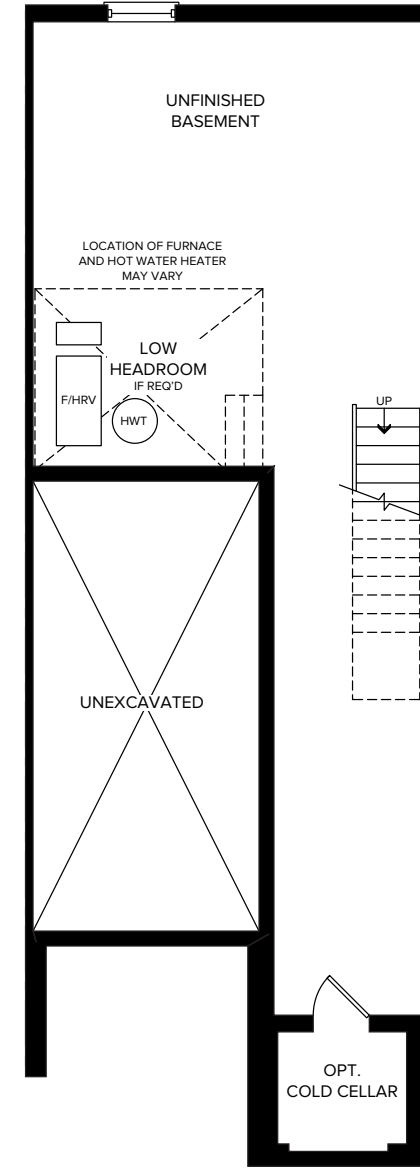 UNFINISHED
BASEMENT
LOCATION OF FURNACE
AND HOT WATER HEATER
MAY VARY
LOW
HEADROOM
IF REQ'D
F/HRV
HWT
UP
UNEXCAVATED
OPT.
COLD CELLAR